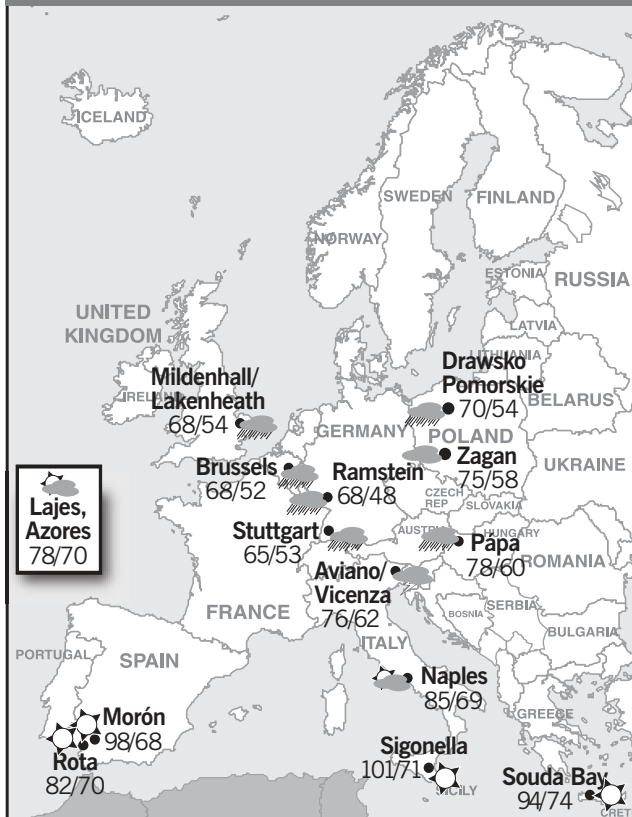 ICELAND
SWEDEN
FINLAND
NORWAY
ESTONIA
RUSSIA
LATVIA
LITHUANIA
UNITED
KINGDOM
IRELAND
Mildenhall/
Lakenheath
68/54
Drawsko
Pomorskie
70/54
BELARUS
GERMANY
POLAND
Zagan
75/58
UKRAINE
Brussels
68/52
Ramstein
68/48
CZECH
REP
SLOVAKIA
Lajes,
Azores
78/70
Stuttgart
65/53
AUSTRIA
HUNGARY
Pápa
78/60
ROMANIA
Aviano/
Vicenza
76/62
FRANCE
BOSNIA
SERBIA
BULGARIA
ITALY
PORTUGAL
SPAIN
Naples
85/69
GREECE
Morón
98/68
Rota
82/70
Sigonella
101/71
SICILY
Souda Bay
94/74
CRET